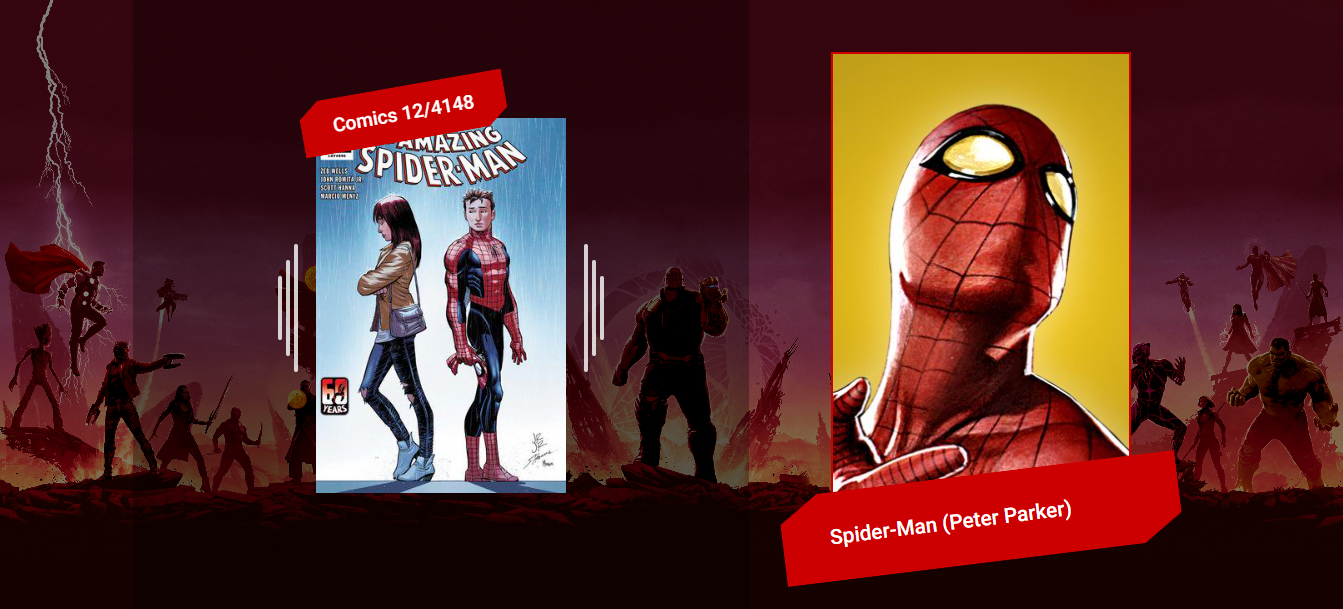 Comics 12/4148
AMAZING
SPIDER-MAN
ZEB WELLS
JOHN ROMITA JR.
SCOTT HANNA
MARCIO MENYZ
60
YEARS
Spider-Man (Peter Parker)